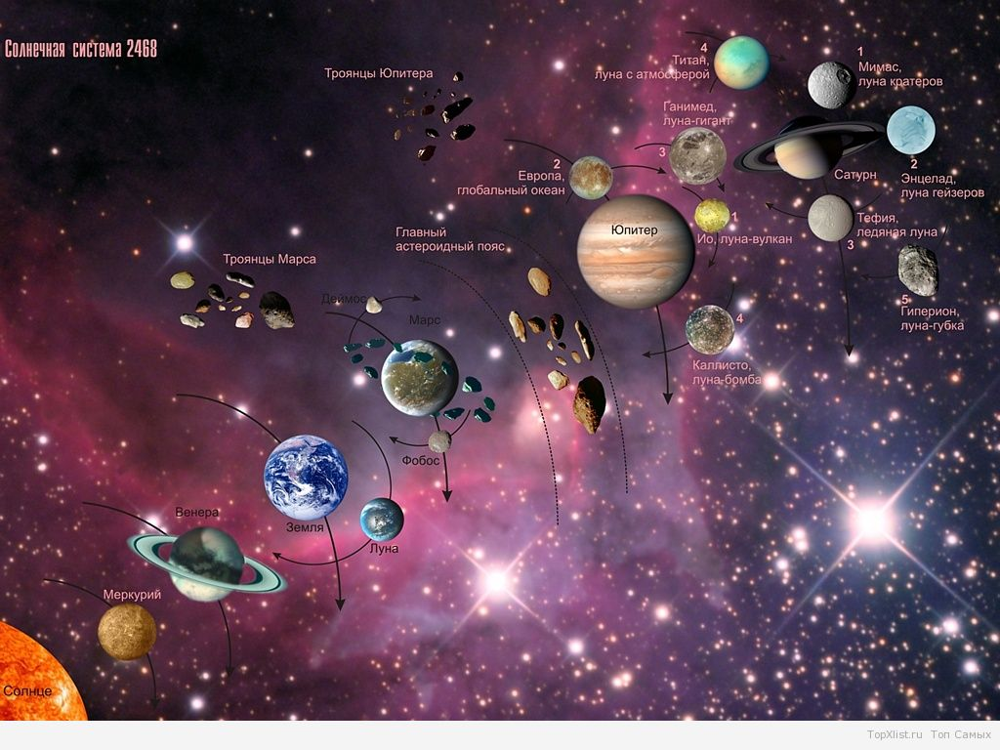 Солнечная система 2468
Троянцы Юпитера
4
Титан,
луна с атмосферой
1
Мимас,
луна кратеров
Ганимед,
луна-гигант
3
2
Европа,
глобальный океан
Сатурн
2
Энцелад,
луна гейзеров
Юпитер
1
Ио, луна-вулкан
Тефия,
ледяная луна
3
Главный
астероидный пояс
Троянцы Марса
5
Гиперион,
луна-губка
Деймос
Марс
4
Каллисто,
луна-бомба
Фобос
Венера
Земля
Луна
Меркурий
Солнце
TopXlist.ru Топ Самых